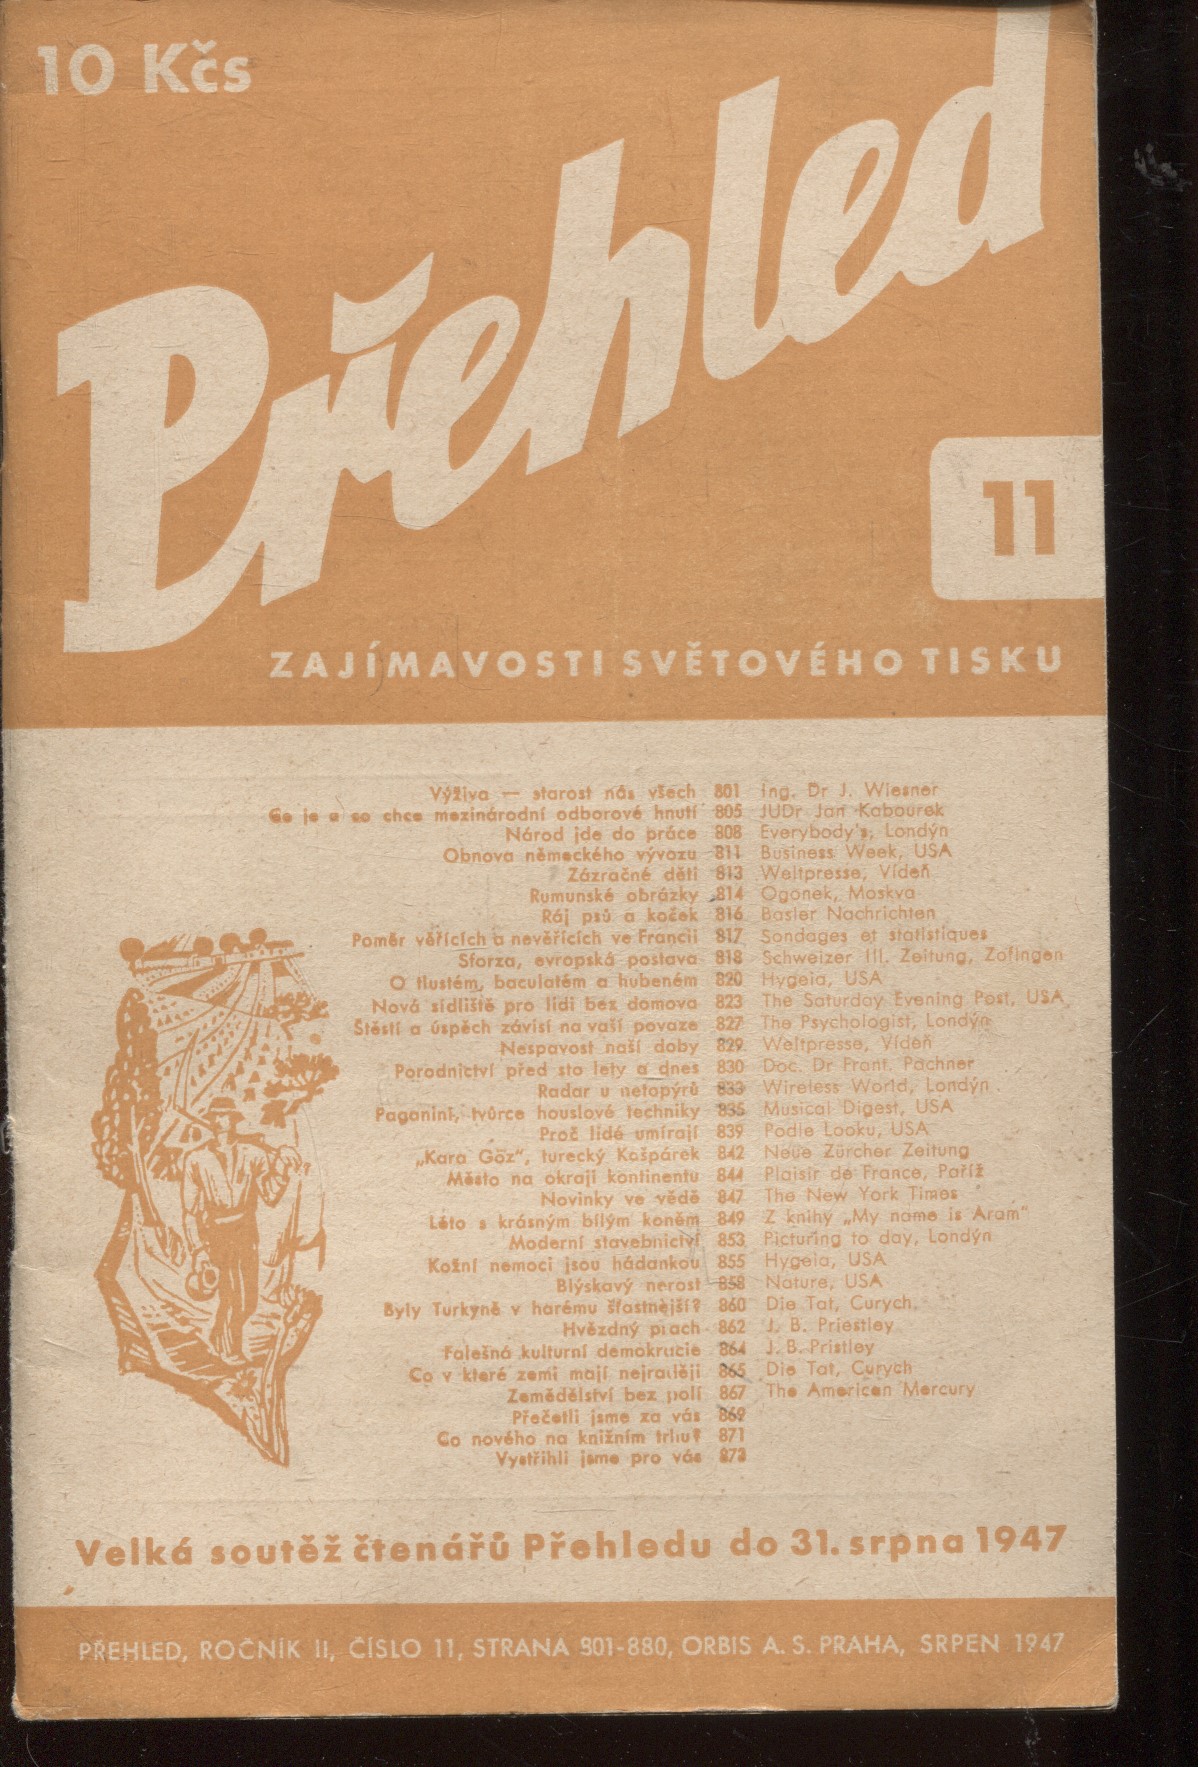 10 Kčs
Přehled
11
ZAJÍMAVOSTI SVĚTOVÉHO TISKU
Výživa — starost nás všech 801 Ing. Dr J. Wiesner
Co je a co chce mezinárodní odborové hnutí 805 JUDr Jan Kabourek
Národ jde do práce 808 Everybody's, Londýn
Obnova německého vývozu 811 Business Week, USA
Zázračné děti 813 Weltpresse, Vídeň
Rumunské obrázky 814 Ogonek, Moskva
Ráj psů a koček 816 Basler Nachrichten
Poměr věřících a nevěřících ve Francii 817 Sondages et statistiques
Sforza, evropská postava 818 Schweizer Ill. Zeitung, Zofingen
O tlustém, baculatém a hubeném 820 Hygeia, USA
Nová sídliště pro lidi bez domova 823 The Saturday Evening Post, USA
Štěstí a úspěch závisí na vaší povaze 827 The Psychologist, Londýn
Nespavost naší doby 829 Weltpresse, Vídeň
Porodnictví před sto lety a dnes 830 Doc. Dr Frant. Pachner
Radar u netopýrů 833 Wireless World, Londýn
Paganini, tvůrce houslové techniky 835 Musical Digest, USA
Proč lidé umírají 839 Podle Looku, USA
„Kara Göz“, turecký Kašpárek 842 Neue Zürcher Zeitung
Město na okraji kontinentu 844 Plaisir de France, Paříž
Novinky ve vědě 847 The New York Times
Léto s krásným bílým koněm 849 Z knihy „My name is Aram“
Moderní stavebnictví 853 Picturing to day, Londýn
Kožní nemoci jsou hádankou 855 Hygeia, USA
Blýskavý nerost 858 Nature, USA
Byly Turkyně v harému šťastnější? 860 Die Tat, Curych
Hvězdný prach 862 J. B. Priestley
Falešná kulturní demokracie 864 J. B. Pristley
Co v které zemi mají nejraději 865 Die Tat, Curych
Zemědělství bez polí 867 The American Mercury
Přečetli jsme za vás 869
Co nového na knižním trhu? 871
Vystřihli jsme pro vás 873
Velká soutěž čtenářů Přehledu do 31. srpna 1947
PŘEHLED, ROČNÍK II, ČÍSLO 11, STRANA 801-880, ORBIS A. S. PRAHA, SRPEN 1947